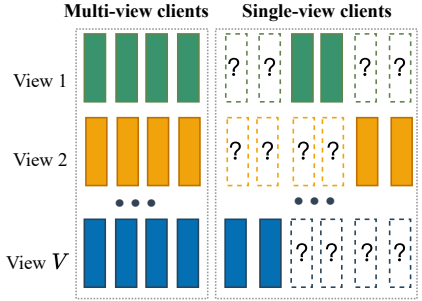 Multi-view clients Single-view clients
View 1 ? ? ? ?
View 2 ? ? ? ?
View V ? ? ? ?